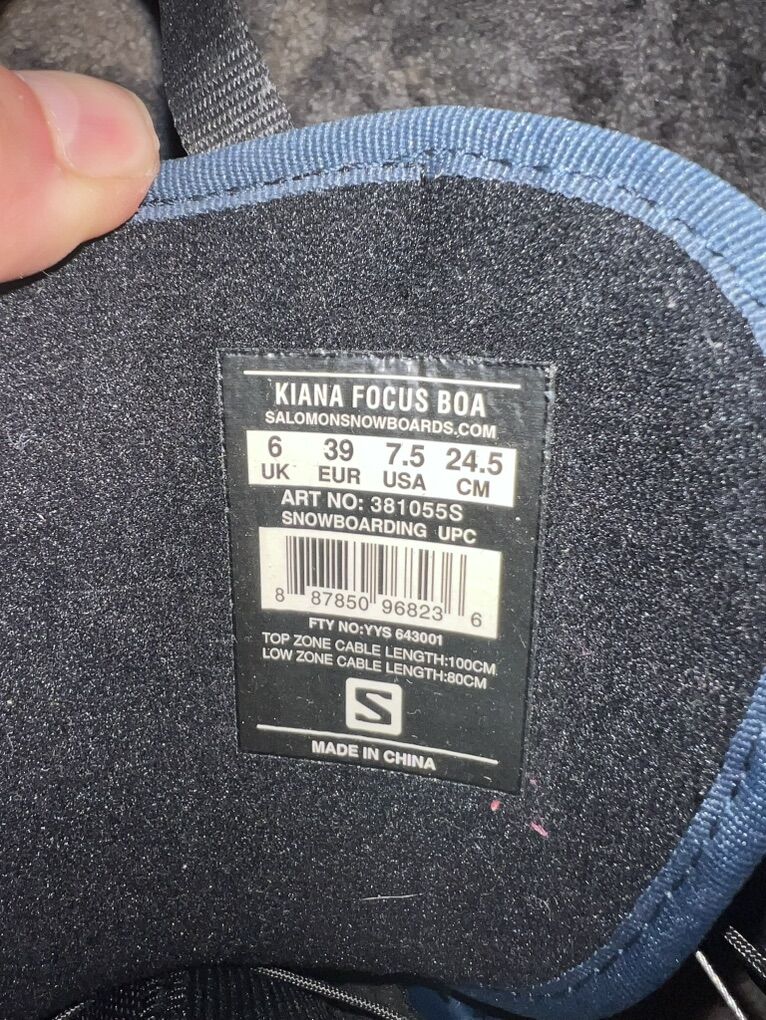 KIANA FOCUS BOA
SALOMONSNOWBOARDS.COM
6 39 7.5 24.5
UK EUR USA CM
ART NO: 381055S
SNOWBOARDING UPC
8 87850 96823 6
FTY NO:YYS 643001
TOP ZONE CABLE LENGTH:100CM
LOW ZONE CABLE LENGTH:80CM
S
MADE IN CHINA